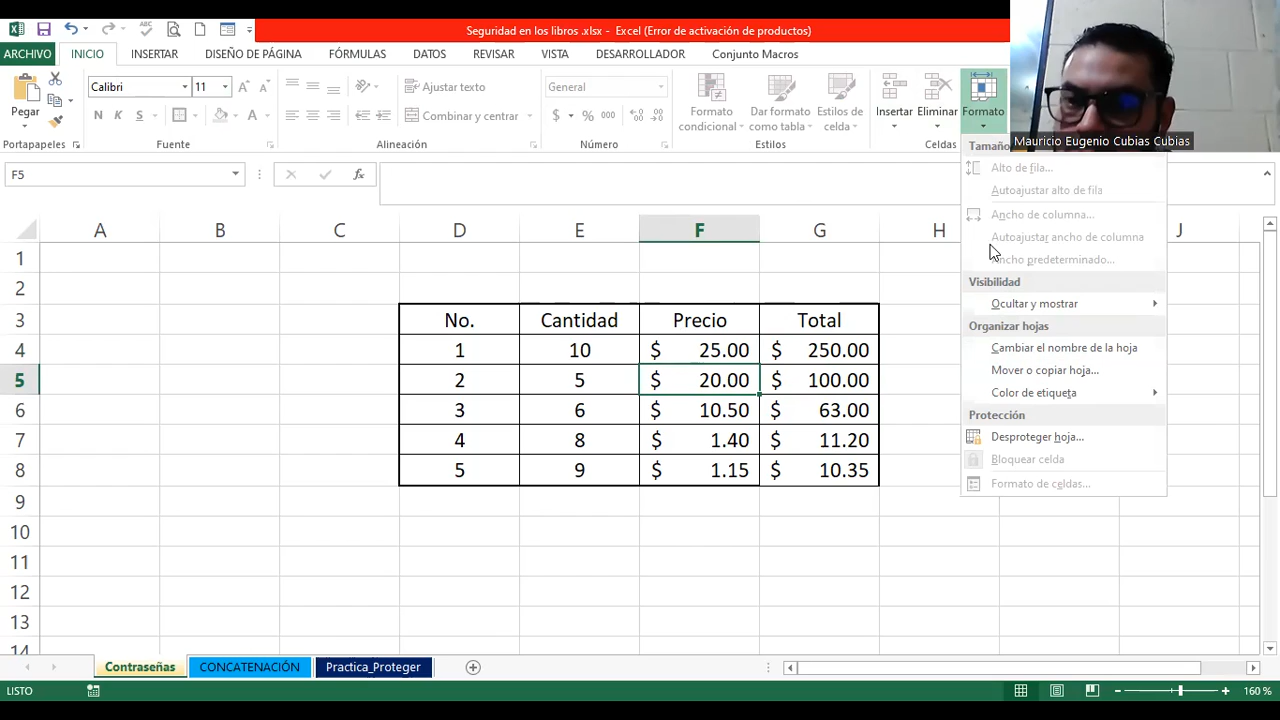 Seguridad en los libros .xlsx - Excel (Error de activación de productos)
ARCHIVO INICIO INSERTAR DISEÑO DE PÁGINA FÓRMULAS DATOS REVISAR VISTA DESARROLLADOR Conjunto Macros
Calibri 11 Ajustar texto General
Pegar Formato condicional Dar formato como tabla Estilos de celda Insertar Eliminar Formato
N K S Combinar y centrar $ % 000
Portapapeles Fuente Alineación Número Estilos Celdas
Mauricio Eugenio Cubias Cubias
Tamaño
F5 fx
Alto de fila...
Autoajustar alto de fila
Ancho de columna...
Autoajustar ancho de columna
Ancho predeterminado...
Visibilidad
Ocultar y mostrar
Organizar hojas
Cambiar el nombre de la hoja
Mover o copiar hoja...
Color de etiqueta
Protección
Desproteger hoja...
Bloquear celda
Formato de celdas...
A B C D E F G H J
1
2
3 No. Cantidad Precio Total
4 1 10 $ 25.00 $ 250.00
5 2 5 $ 20.00 $ 100.00
6 3 6 $ 10.50 $ 63.00
7 4 8 $ 1.40 $ 11.20
8 5 9 $ 1.15 $ 10.35
9
10
11
12
13
14
Contraseñas CONCATENACIÓN Practica_Proteger
LISTO 160 %